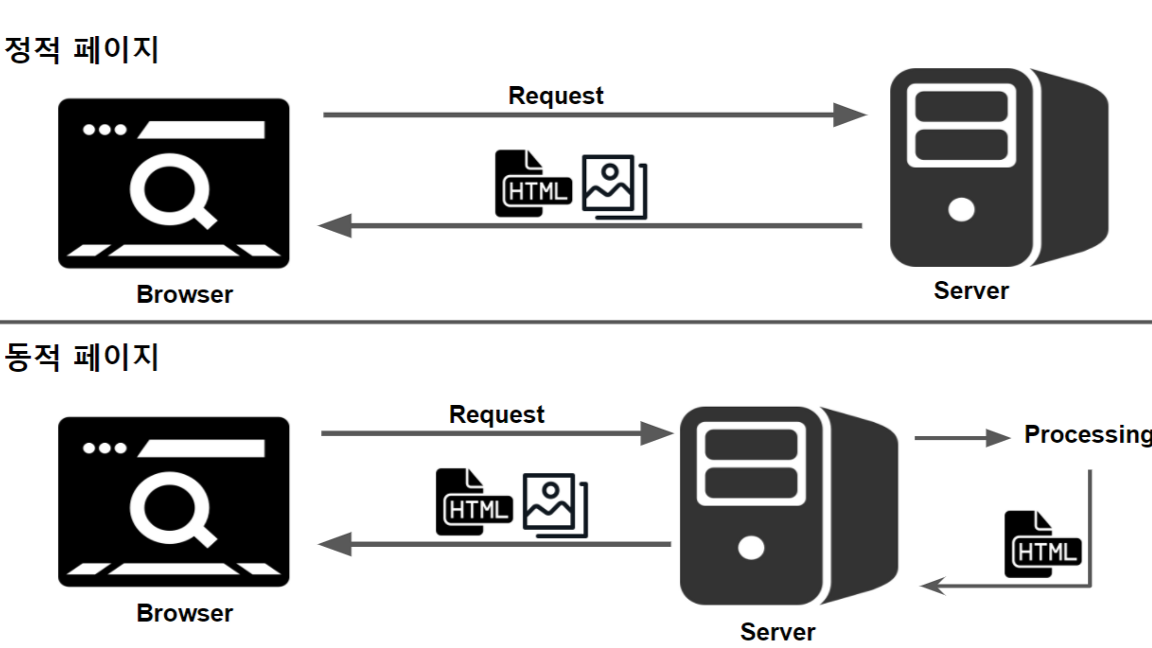 정적 페이지
Request
HTML
Browser
Server
동적 페이지
Request
Processing
HTML
HTML
Browser
Server